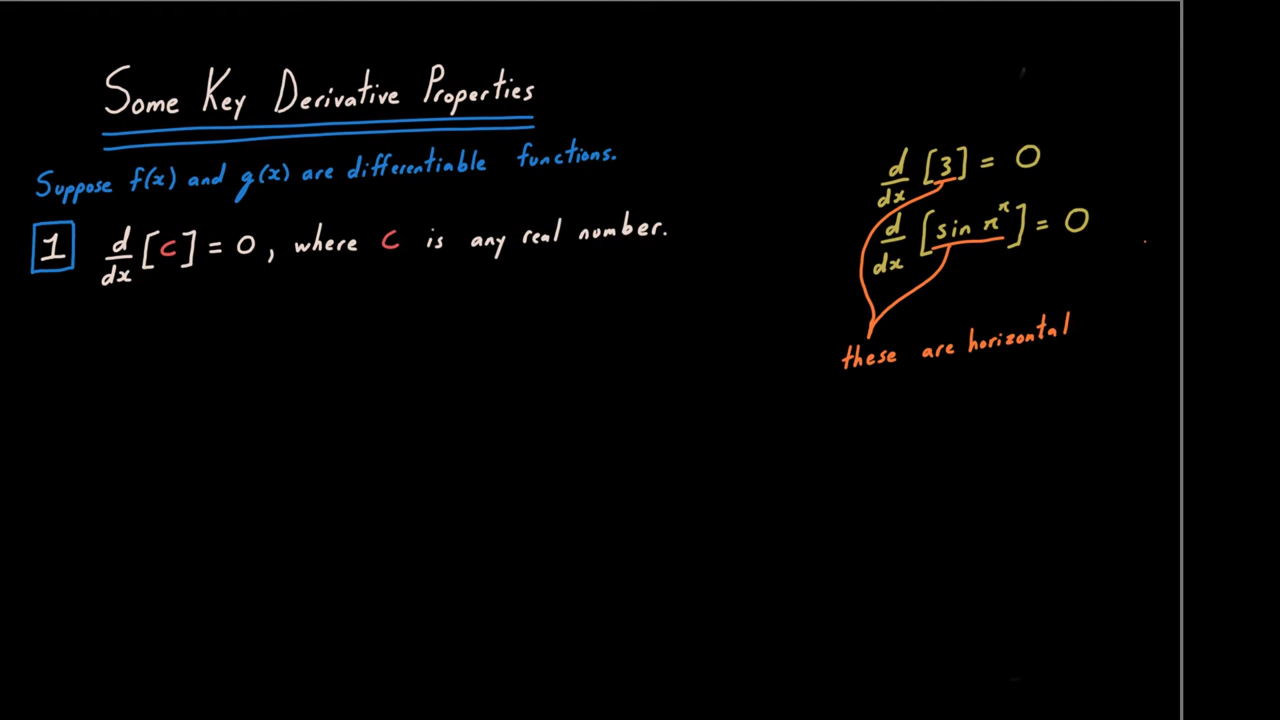 Some Key Derivative Properties
Suppose f(x) and g(x) are differentiable functions.
1 d/dx [c] = 0, where c is any real number.
d/dx [3] = 0
d/dx [sin π^π] = 0
these are horizontal